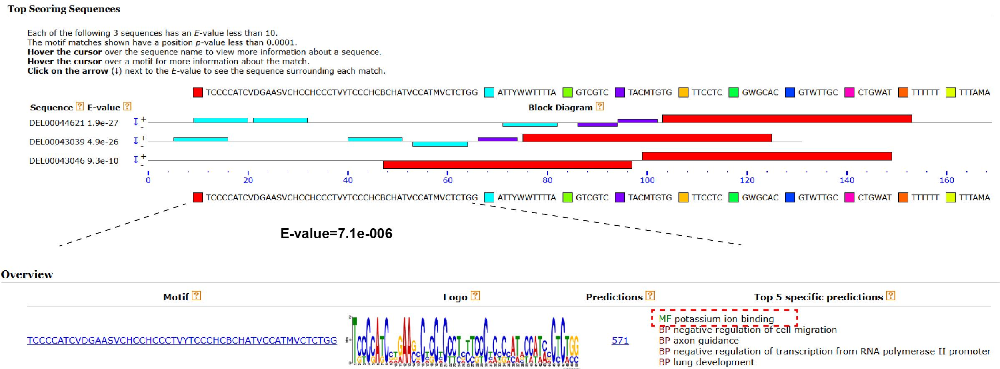 Top Scoring Sequences
Each of the following 3 sequences has an E-value less than 10.
The motif matches shown have a position p-value less than 0.0001.
Hover the cursor over the sequence name to view more information about a sequence.
Hover the cursor over a motif for more information about the match.
Click on the arrow (↧) next to the E-value to see the sequence surrounding each match.
TCCCCATCVDGAASVCHCCHCCCTVYTCCCHCBCHATVCCATMVCTCTGG ATTYWWTTTTA GTCGTC TACMTGTG TTCCTC GWGCAC GTWTTGC CTGWAT TTTTTT TTTAMA
Sequence ? E-value ? Block Diagram ?
DEL00044621 1.9e-27 ↧ + -
DEL00043039 4.9e-26 ↧ + -
DEL00043046 9.3e-10 ↧ + -
0 20 40 60 80 100 120 140 160
TCCCCATCVDGAASVCHCCHCCCTVYTCCCHCBCHATVCCATMVCTCTGG ATTYWWTTTTA GTCGTC TACMTGTG TTCCTC GWGCAC GTWTTGC CTGWAT TTTTTT TTTAMA
E-value=7.1e-006
Overview
Motif ? Logo ? Predictions ? Top 5 specific predictions ?
TCCCCATCVDGAASVCHCCHCCCTVYTCCCHCBCHATVCCATMVCTCTGG 571
MF potassium ion binding
BP negative regulation of cell migration
BP axon guidance
BP negative regulation of transcription from RNA polymerase II promoter
BP lung development